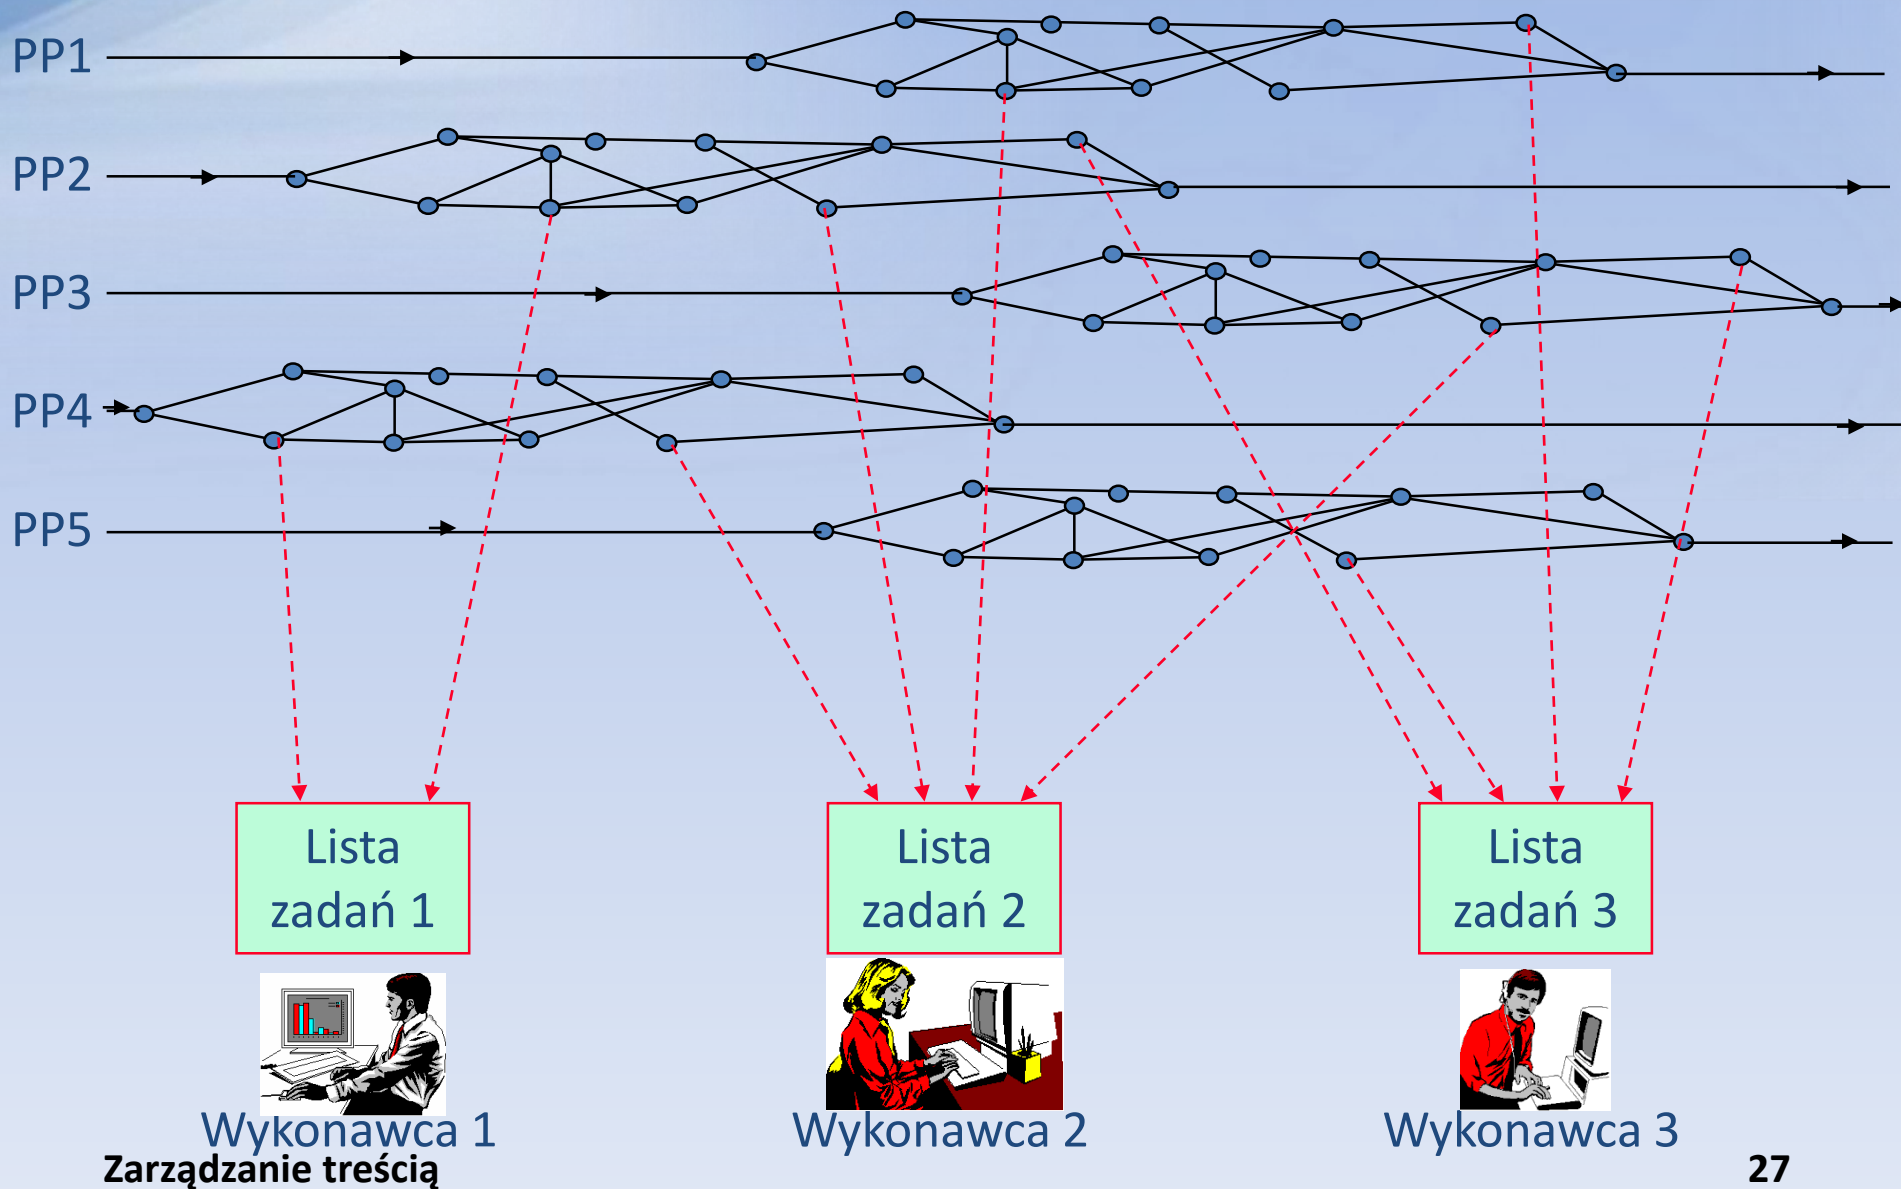 PP1
PP2
PP3
PP4
PP5
Lista
zadań 1
Lista
zadań 2
Lista
zadań 3
Wykonawca 1
Wykonawca 2
Wykonawca 3
Zarządzanie treścią
27